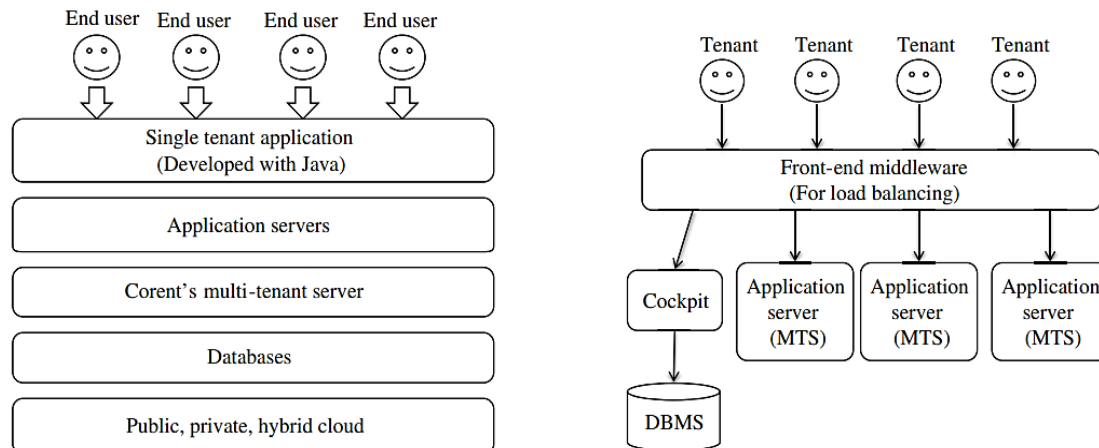 End user End user End user End user
Single tenant application
(Developed with Java)
Application servers
Corent's multi-tenant server
Databases
Public, private, hybrid cloud
Tenant Tenant Tenant Tenant
Front-end middleware
(For load balancing)
Cockpit
Application
server
(MTS)
Application
server
(MTS)
Application
server
(MTS)
DBMS